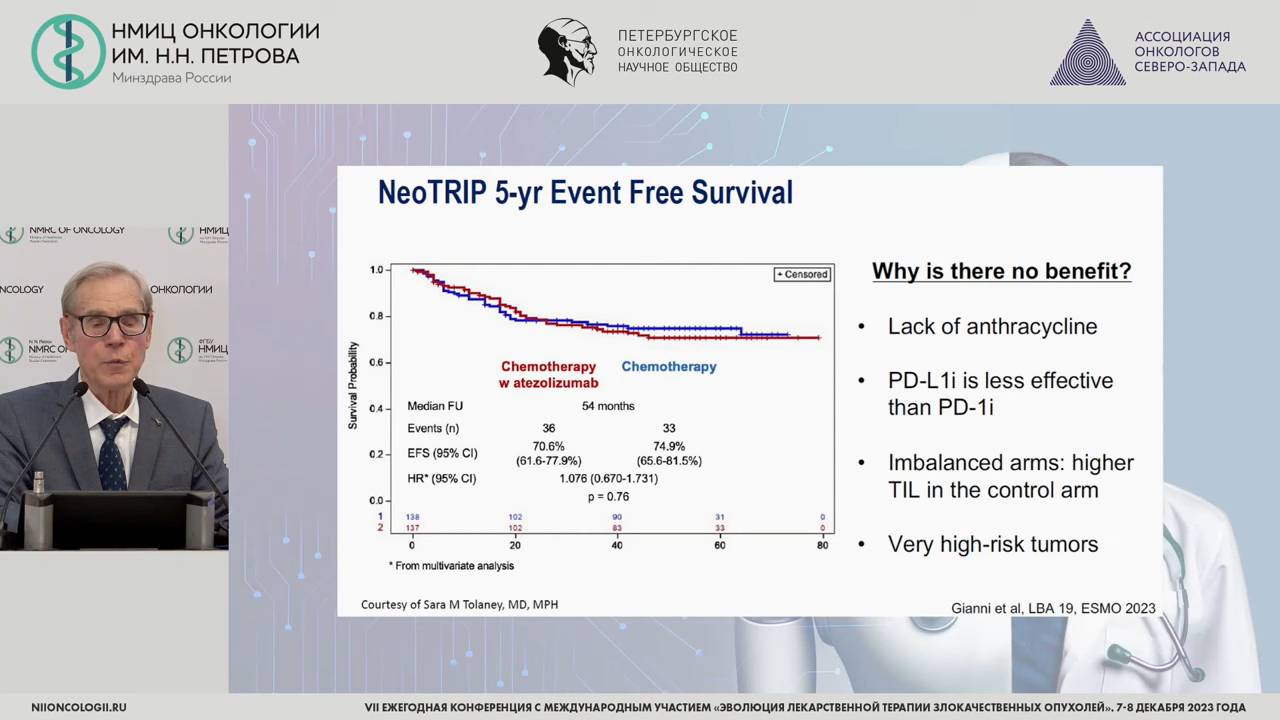 НМИЦ ОНКОЛОГИИ
ИМ. Н.Н. ПЕТРОВА
Минздрава России
ПЕТЕРБУРГСКОЕ
ОНКОЛОГИЧЕСКОЕ
НАУЧНОЕ ОБЩЕСТВО
АССОЦИАЦИЯ
ОНКОЛОГОВ
СЕВЕРО-ЗАПАДА
NMRC OF ONCOLOGY
НМИЦ
ONCOLOGY
ОНКОЛОГИИ
N.N. Petrov
NMRC
ФГБУ
НМИЦ
NeoTRIP 5-yr Event Free Survival
+ Censored
Survival Probability
1.0
0.8
0.6
0.4
0.2
0.0
Chemotherapy
w atezolizumab
Chemotherapy
Median FU 54 months
Events (n) 36 33
EFS (95% CI) 70.6% 74.9%
(61.6-77.9%) (65.6-81.5%)
HR* (95% CI) 1.076 (0.670-1.731)
p = 0.76
1 138 102 90 31 0
2 137 102 83 33 0
0 20 40 60 80
* From multivariate analysis
Why is there no benefit?
• Lack of anthracycline
• PD-L1i is less effective
than PD-1i
• Imbalanced arms: higher
TIL in the control arm
• Very high-risk tumors
Courtesy of Sara M Tolaney, MD, MPH
Gianni et al, LBA 19, ESMO 2023
NIIONCOLOGII.RU
VII ЕЖЕГОДНАЯ КОНФЕРЕНЦИЯ С МЕЖДУНАРОДНЫМ УЧАСТИЕМ «ЭВОЛЮЦИЯ ЛЕКАРСТВЕННОЙ ТЕРАПИИ ЗЛОКАЧЕСТВЕННЫХ ОПУХОЛЕЙ». 7-8 ДЕКАБРЯ 2023 ГОДА